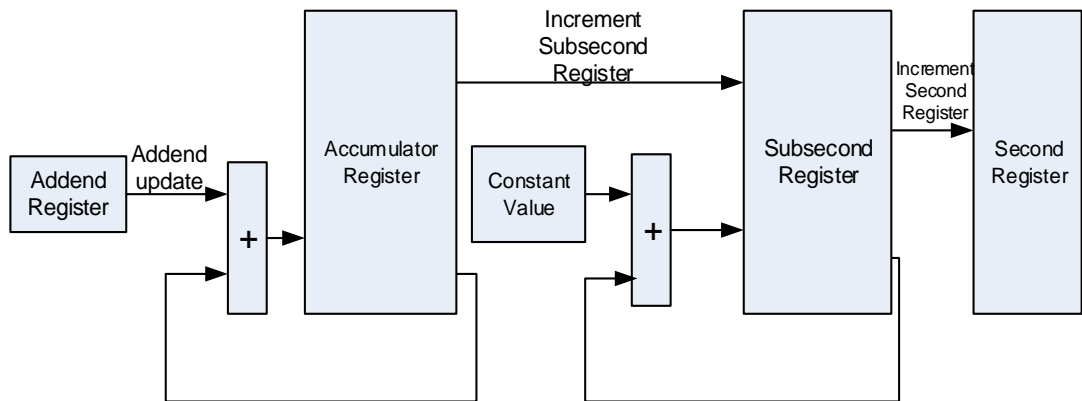 Increment
Subsecond
Register
Increment
Second
Register
Addend
Register
Addend
update
+
Accumulator
Register
Constant
Value
+
Subsecond
Register
Second
Register